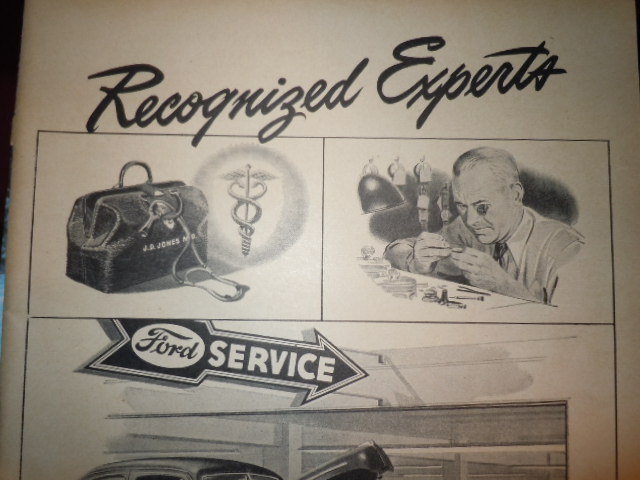 Recognized Experts
J.D. JONES M.D.
Ford SERVICE